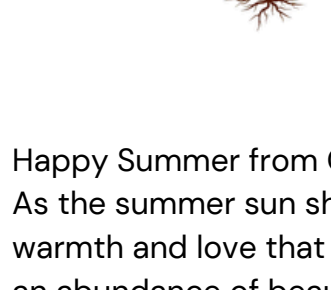 Happy Summer from
As the summer sun
warmth and love that
an abundance of